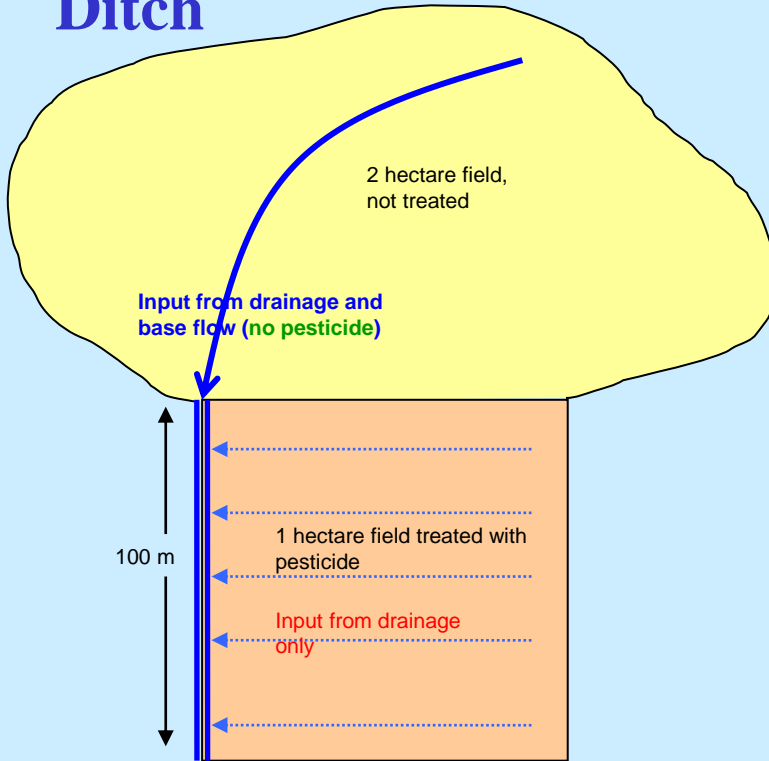 Ditch
2 hectare field,
not treated
Input from drainage and
base flow (no pesticide)
100 m
1 hectare field treated with
pesticide
Input from drainage
only